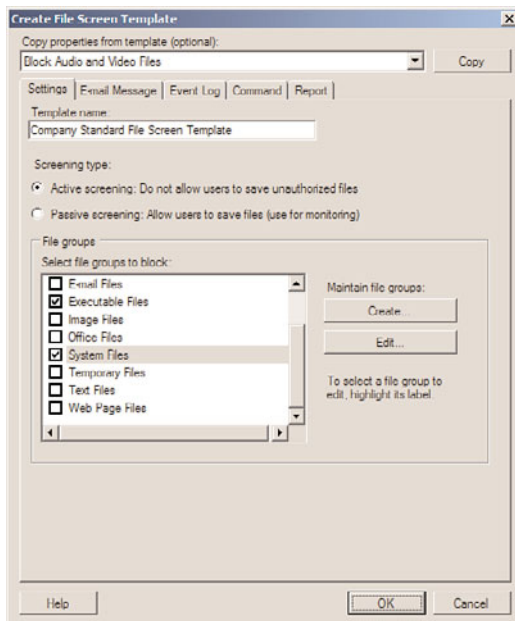 Create File Screen Template
Copy properties from template (optional):
Block Audio and Video Files
Copy
Settings
E-mail Message
Event Log
Command
Report
Template name:
Company Standard File Screen Template
Screening type:
Active screening: Do not allow users to save unauthorized files
Passive screening: Allow users to save files (use for monitoring)
File groups
Select file groups to block:
E-mail Files
Executable Files
Image Files
Office Files
System Files
Temporary Files
Text Files
Web Page Files
Maintain file groups:
Create...
Edit...
To select a file group to
edit, highlight its label.
Help
OK
Cancel